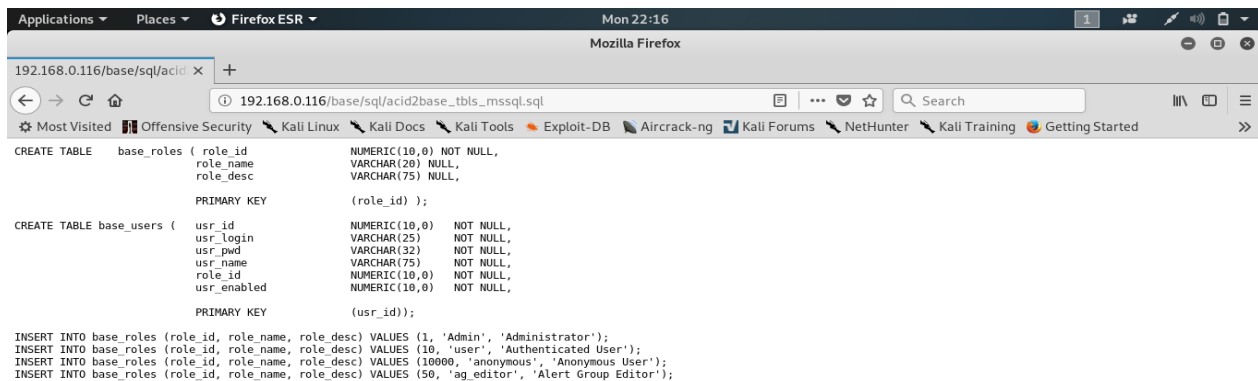 Applications Places Firefox ESR Mon 22:16 1
Mozilla Firefox
192.168.0.116/base/sql/acid
192.168.0.116/base/sql/acid2base_tbls_mssql.sql Search
Most Visited Offensive Security Kali Linux Kali Docs Kali Tools Exploit-DB Aircrack-ng Kali Forums NetHunter Kali Training Getting Started
CREATE TABLE base_roles ( role_id NUMERIC(10,0) NOT NULL,
role_name VARCHAR(20) NULL,
role_desc VARCHAR(75) NULL,
PRIMARY KEY (role_id) );
CREATE TABLE base_users ( usr_id NUMERIC(10,0) NOT NULL,
usr_login VARCHAR(25) NOT NULL,
usr_pwd VARCHAR(32) NOT NULL,
usr_name VARCHAR(75) NOT NULL,
role_id NUMERIC(10,0) NOT NULL,
usr_enabled NUMERIC(10,0) NOT NULL,
PRIMARY KEY (usr_id));
INSERT INTO base_roles (role_id, role_name, role_desc) VALUES (1, 'Admin', 'Administrator');
INSERT INTO base_roles (role_id, role_name, role_desc) VALUES (10, 'user', 'Authenticated User');
INSERT INTO base_roles (role_id, role_name, role_desc) VALUES (10000, 'anonymous', 'Anonymous User');
INSERT INTO base_roles (role_id, role_name, role_desc) VALUES (50, 'ag_editor', 'Alert Group Editor');